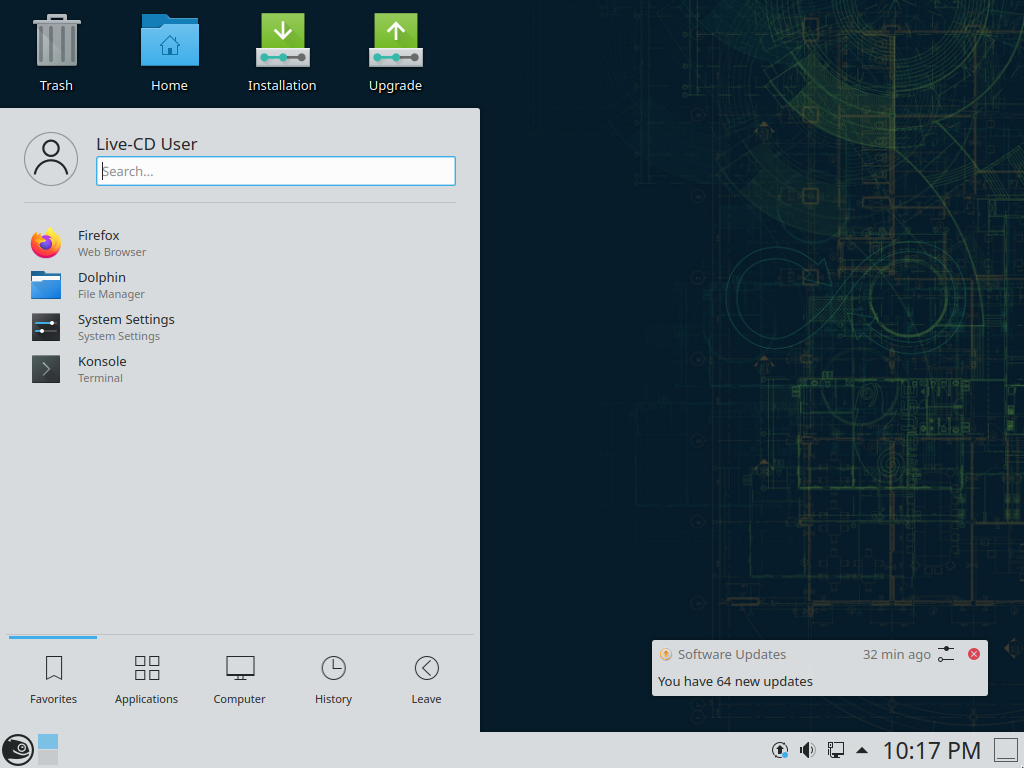 Trash
Home
Installation
Upgrade
Live-CD User
Search...
Firefox
Web Browser
Dolphin
File Manager
System Settings
System Settings
Konsole
Terminal
Favorites
Applications
Computer
History
Leave
Software Updates
32 min ago
You have 64 new updates
10:17 PM